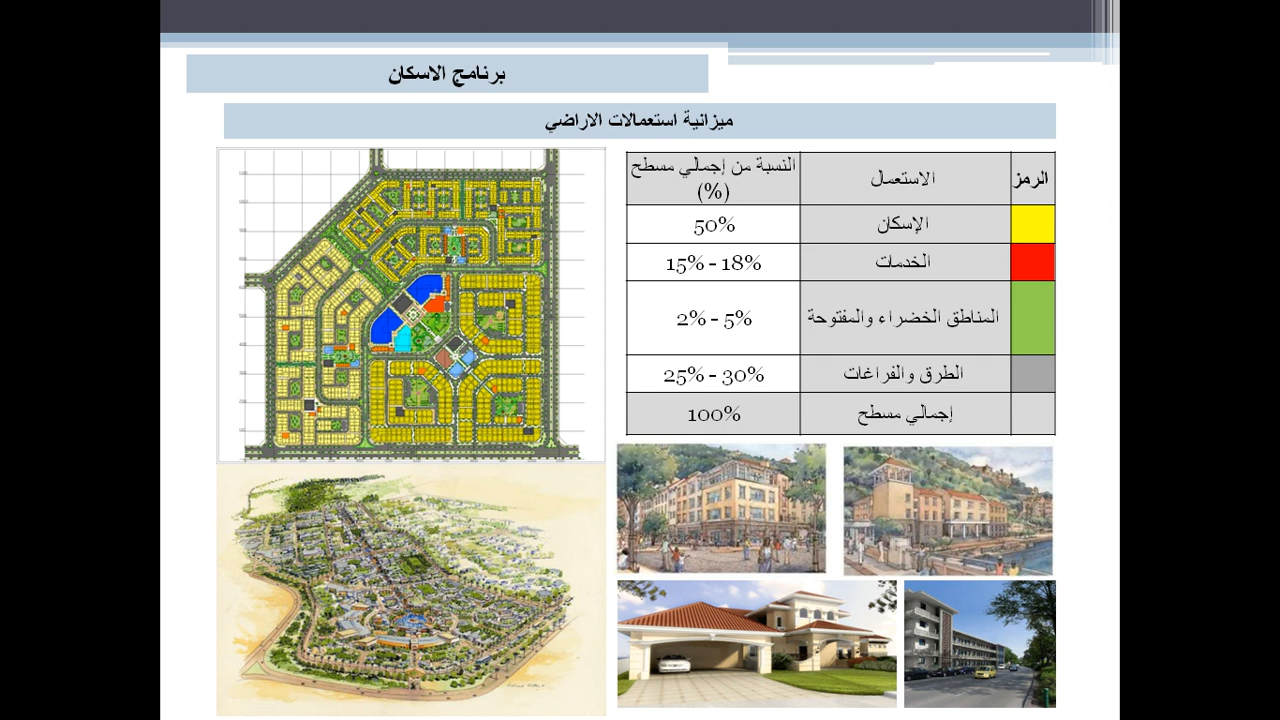 برنامج الاسكان
ميزانية استعمالات الاراضي
الرمز الاستعمال النسبة من إجمالي مسطح (%)
الإسكان 50%
الخدمات 15% - 18%
المناطق الخضراء والمفتوحة 2% - 5%
الطرق والفراغات 25% - 30%
إجمالي مسطح 100%